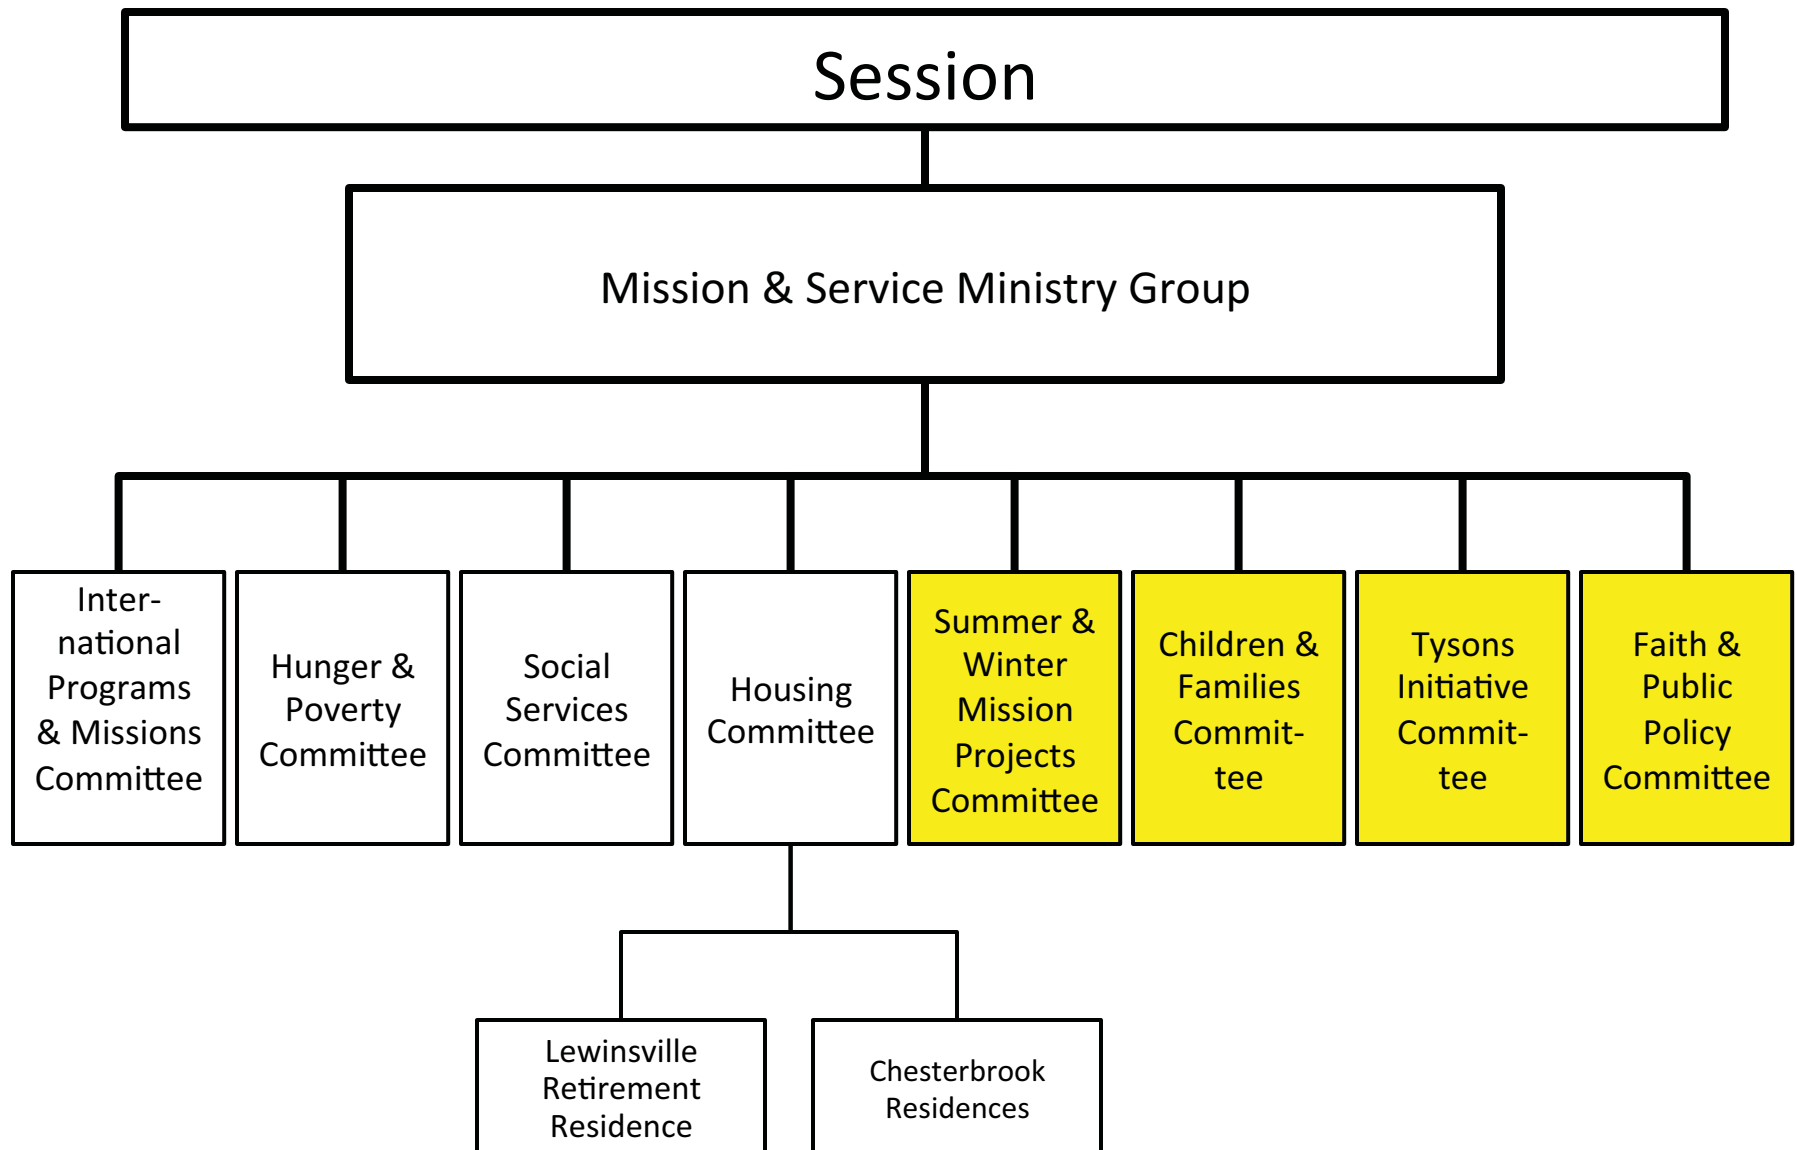 Session
Mission & Service Ministry Group
Inter-
national
Programs
& Missions
Committee
Hunger &
Poverty
Committee
Social
Services
Committee
Housing
Committee
Summer &
Winter
Mission
Projects
Committee
Children &
Families
Commit-
tee
Tysons
Initiative
Commit-
tee
Faith &
Public
Policy
Committee
Lewinsville
Retirement
Residence
Chesterbrook
Residences